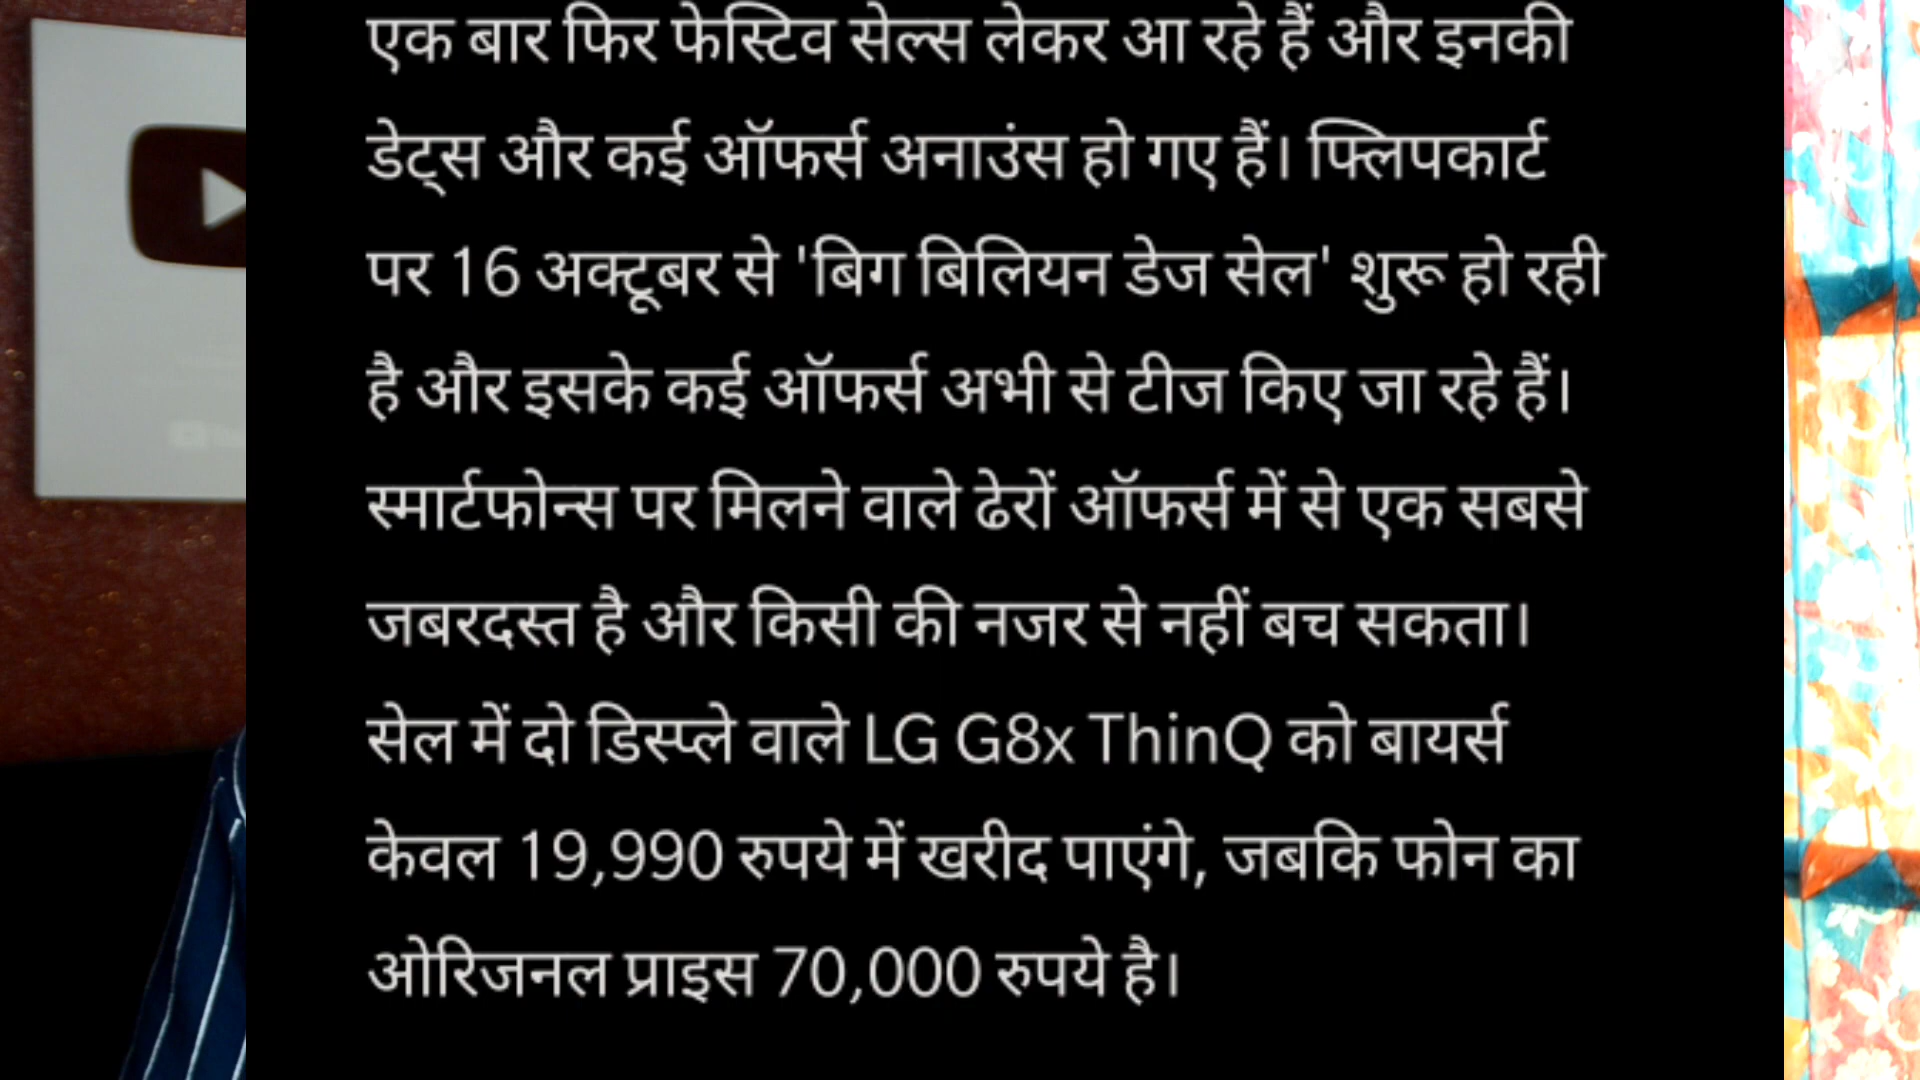 एक बार फिर फेस्टिव सेल्स लेकर आ रहे हैं और इनकी
डेट्स और कई ऑफर्स अनाउंस हो गए हैं। फ्लिपकार्ट
पर 16 अक्टूबर से 'बिग बिलियन डेज सेल' शुरू हो रही
है और इसके कई ऑफर्स अभी से टीज किए जा रहे हैं।
स्मार्टफोन्स पर मिलने वाले ढेरों ऑफर्स में से एक सबसे
जबरदस्त है और किसी की नजर से नहीं बच सकता।
सेल में दो डिस्प्ले वाले LG G8x ThinQ को बायर्स
केवल 19,990 रुपये में खरीद पाएंगे, जबकि फोन का
ओरिजनल प्राइस 70,000 रुपये है।